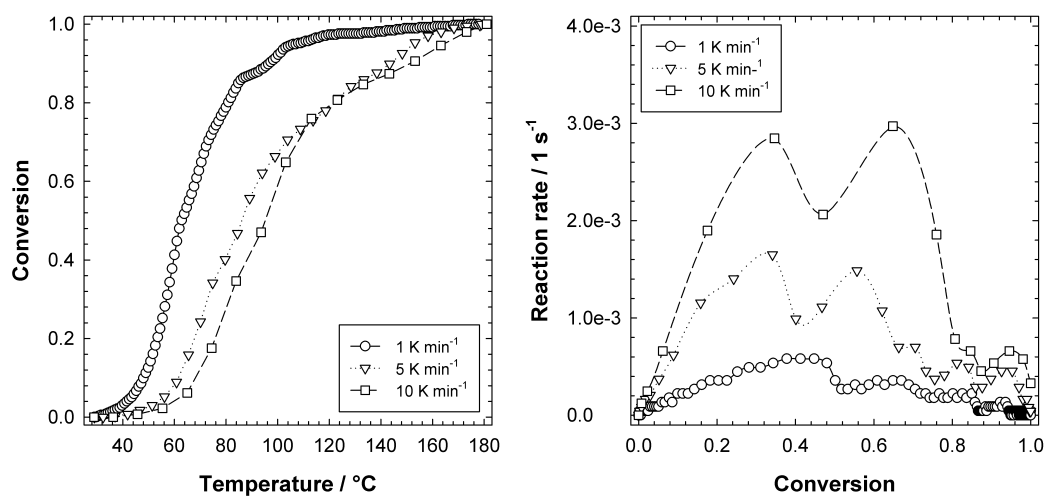 1.0
0.8
0.6
0.4
0.2
0.0
Conversion
40 60 80 100 120 140 160 180
Temperature / °C
1 K min-1
5 K min-1
10 K min-1
4.0e-3
3.0e-3
2.0e-3
1.0e-3
0.0
Reaction rate / 1 s-1
0.0 0.2 0.4 0.6 0.8 1.0
Conversion
1 K min-1
5 K min-1
10 K min-1